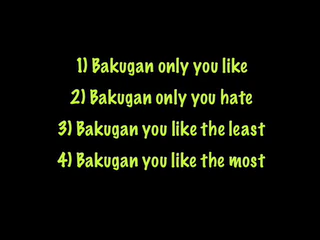 1) Bakugan only you like
2) Bakugan only you hate
3) Bakugan you like the least
4) Bakugan you like the most